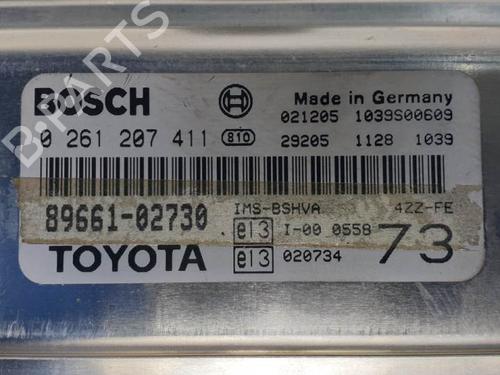 BOSCH Made in Germany
021205 1039S00609
0 261 207 411 810 29205 1128 1039
89661-02730 IMS-BSHVA 4ZZ-FE
e13 I-00 0558 73
TOYOTA e13 020734
B-PARTS